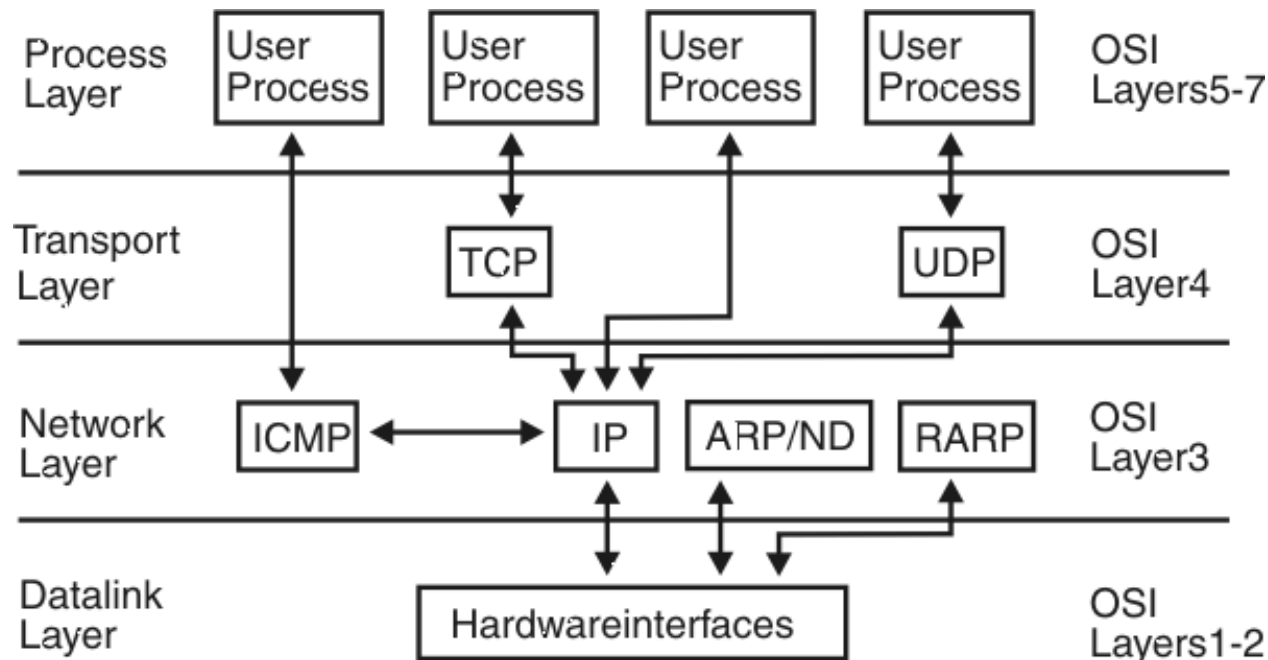 Process
Layer
User
Process
User
Process
User
Process
User
Process
OSI
Layers5-7
Transport
Layer
TCP
UDP
OSI
Layer4
Network
Layer
ICMP
IP
ARP/ND
RARP
OSI
Layer3
Datalink
Layer
Hardwareinterfaces
OSI
Layers1-2